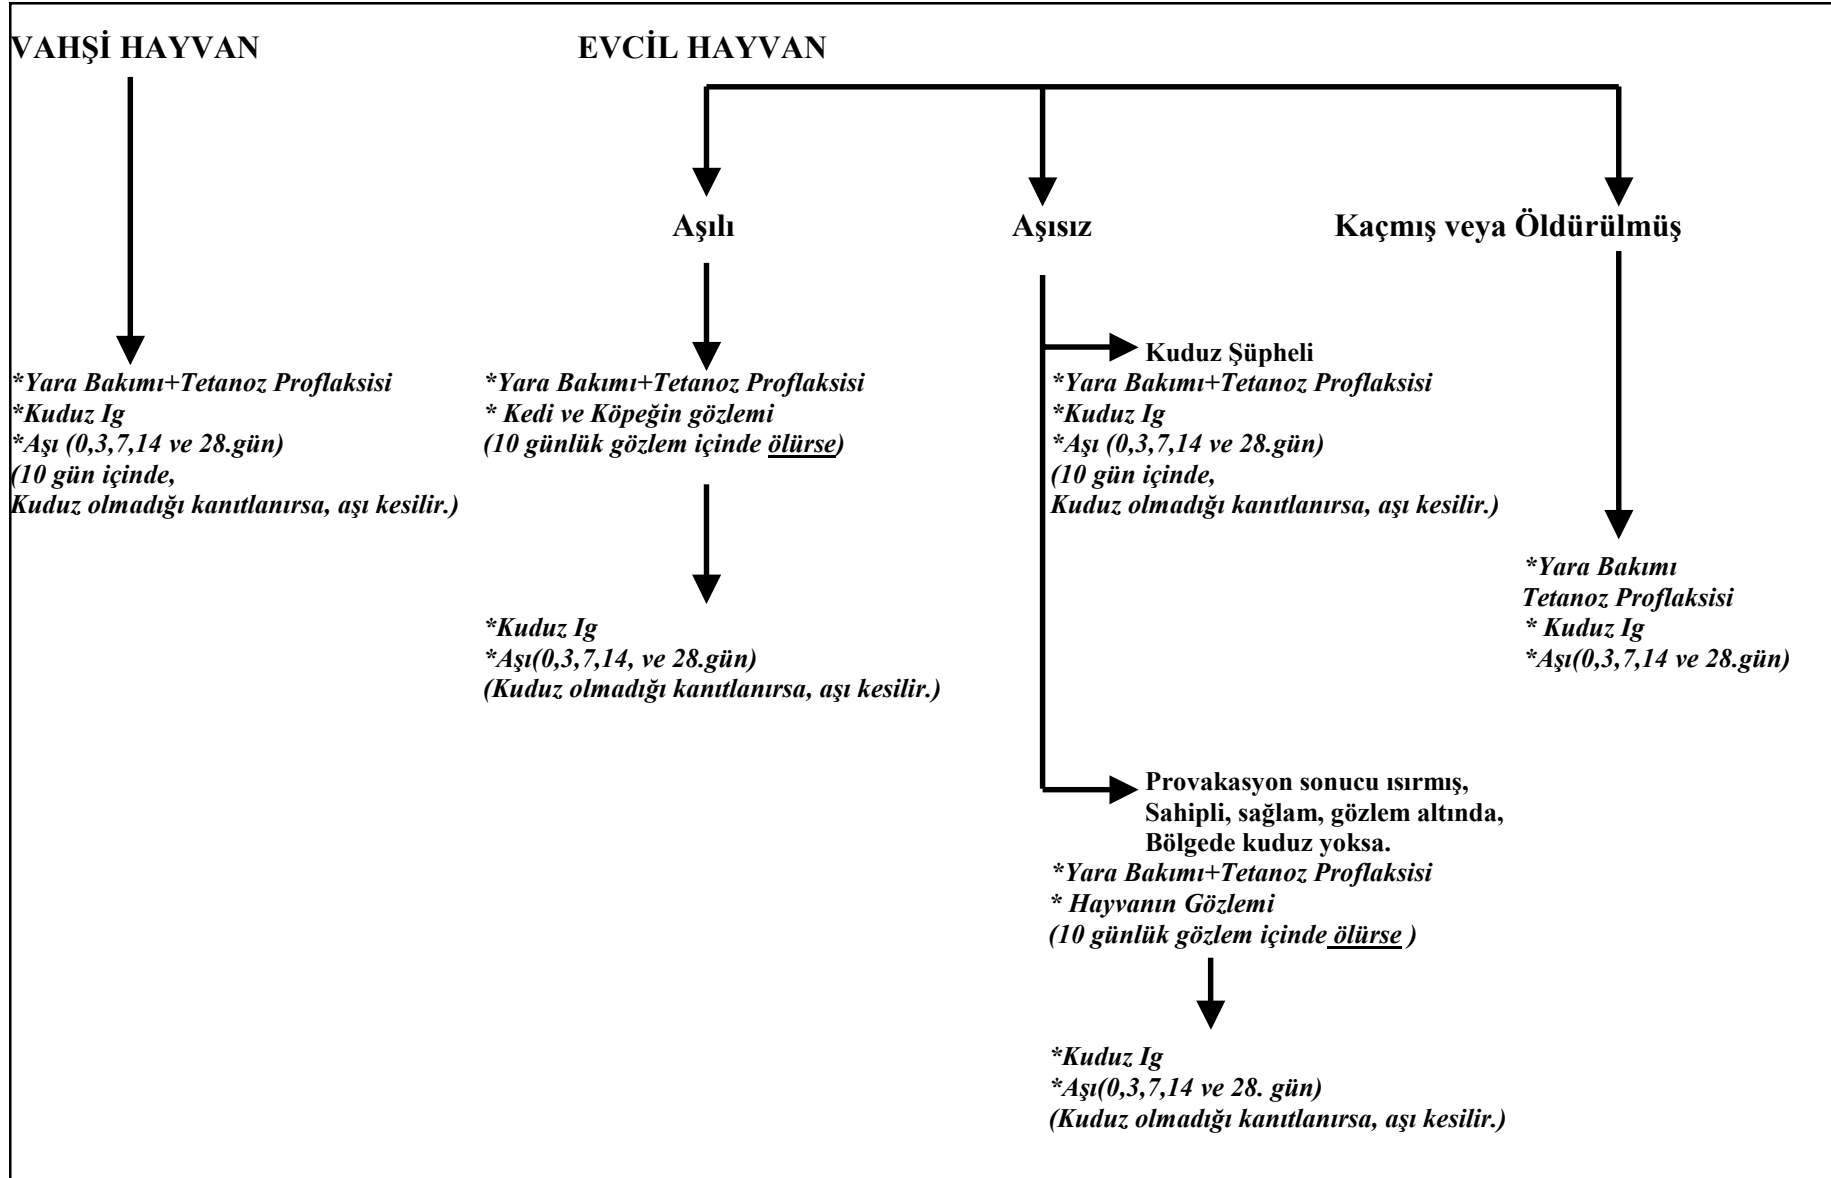 VAHŞİ HAYVAN
EVCİL HAYVAN
Aşılı
Aşısız
Kaçmış veya Öldürülmüş
*Yara Bakımı+Tetanoz Proflaksisi
*Kuduz Ig
*Aşı (0,3,7,14 ve 28.gün)
(10 gün içinde,
Kuduz olmadığı kanıtlanırsa, aşı kesilir.)
*Yara Bakımı+Tetanoz Proflaksisi
* Kedi ve Köpeğin gözlemi
(10 günlük gözlem içinde ölürse)
*Kuduz Ig
*Aşı(0,3,7,14, ve 28.gün)
(Kuduz olmadığı kanıtlanırsa, aşı kesilir.)
Kuduz Şüpheli
*Yara Bakımı+Tetanoz Proflaksisi
*Kuduz Ig
*Aşı (0,3,7,14 ve 28.gün)
(10 gün içinde,
Kuduz olmadığı kanıtlanırsa, aşı kesilir.)
*Yara Bakımı
Tetanoz Proflaksisi
* Kuduz Ig
*Aşı(0,3,7,14 ve 28.gün)
Provakasyon sonucu ısırmış,
Sahipli, sağlam, gözlem altında,
Bölgede kuduz yoksa.
*Yara Bakımı+Tetanoz Proflaksisi
* Hayvanın Gözlemi
(10 günlük gözlem içinde ölürse )
*Kuduz Ig
*Aşı(0,3,7,14 ve 28. gün)
(Kuduz olmadığı kanıtlanırsa, aşı kesilir.)